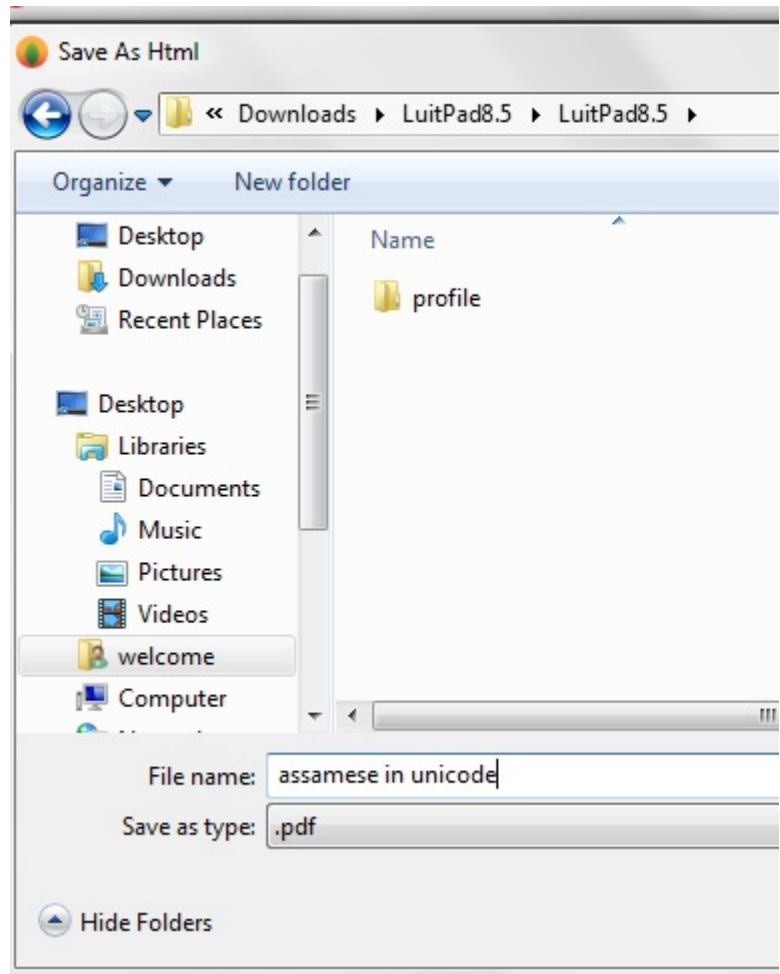 Save As Html
« Downloads ▸ LuitPad8.5 ▸ LuitPad8.5 ▸
Organize ▾ New folder
Desktop
Downloads
Recent Places
Desktop
Libraries
Documents
Music
Pictures
Videos
welcome
Computer
Name
profile
File name: assamese in unicode
Save as type: .pdf
Hide Folders